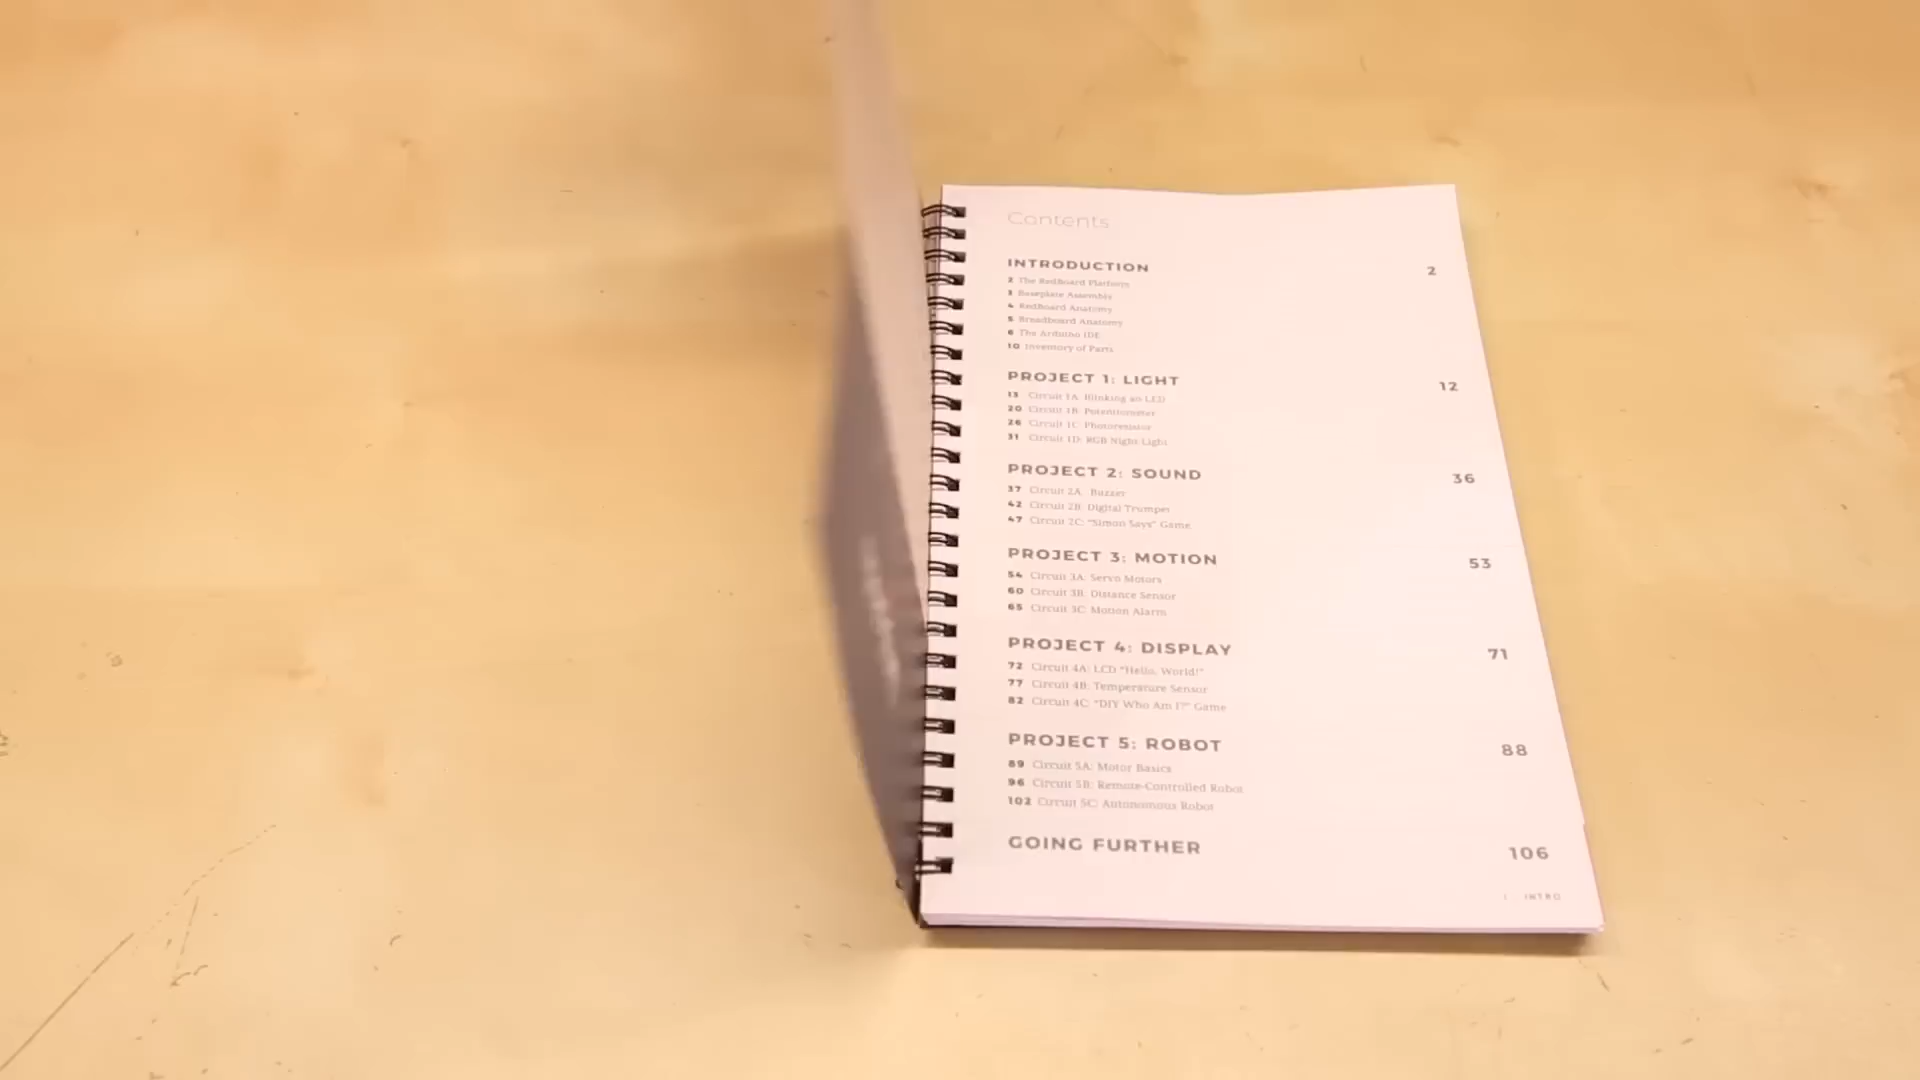 Contents
INTRODUCTION 2
2 The RedBoard Platform
3 Baseplate Assembly
4 RedBoard Anatomy
5 Breadboard Anatomy
6 The Arduino IDE
10 Inventory of Parts
PROJECT 1: LIGHT 12
13 Circuit 1A: Blinking an LED
20 Circuit 1B: Potentiometer
26 Circuit 1C: Photoresistor
31 Circuit 1D: RGB Night-Light
PROJECT 2: SOUND 36
37 Circuit 2A: Buzzer
42 Circuit 2B: Digital Trumpet
47 Circuit 2C: “Simon Says” Game
PROJECT 3: MOTION 53
54 Circuit 3A: Servo Motors
60 Circuit 3B: Distance Sensor
65 Circuit 3C: Motion Alarm
PROJECT 4: DISPLAY 71
72 Circuit 4A: LCD “Hello, World!”
77 Circuit 4B: Temperature Sensor
82 Circuit 4C: “DIY Who Am I?” Game
PROJECT 5: ROBOT 88
89 Circuit 5A: Motor Basics
96 Circuit 5B: Remote-Controlled Robot
102 Circuit 5C: Autonomous Robot
GOING FURTHER 106
INTRO